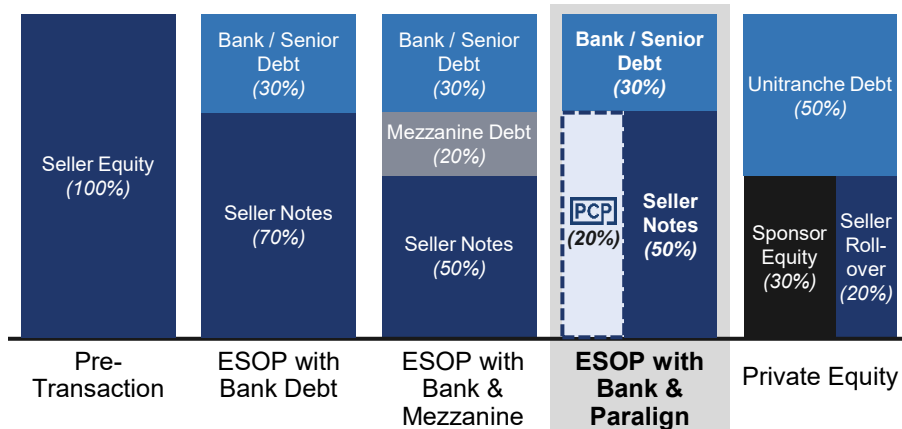 Seller Equity
(100%)
Bank / Senior
Debt
(30%)
Seller Notes
(70%)
Bank / Senior
Debt
(30%)
Mezzanine Debt
(20%)
Seller Notes
(50%)
Bank / Senior
Debt
(30%)
PCP
(20%)
Seller
Notes
(50%)
Unitranche Debt
(50%)
Sponsor
Equity
(30%)
Seller
Roll-
over
(20%)
Pre-
Transaction
ESOP with
Bank Debt
ESOP with
Bank &
Mezzanine
ESOP with
Bank &
Paralign
Private Equity